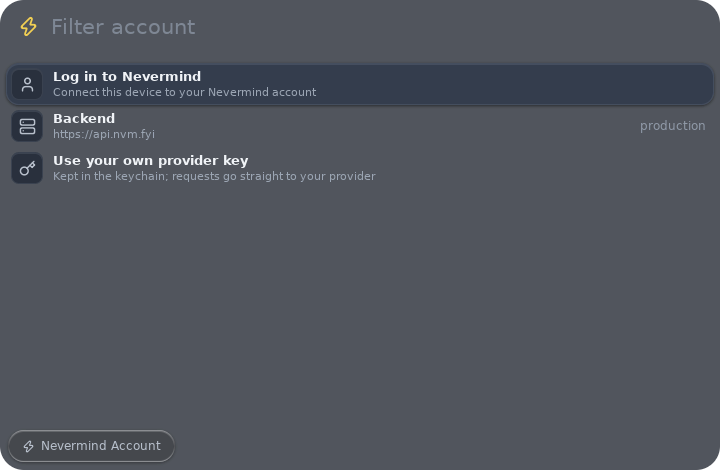 Filter account
Log in to Nevermind
Connect this device to your Nevermind account
Backend
https://api.nvm.fyi
production
Use your own provider key
Kept in the keychain; requests go straight to your provider
Nevermind Account